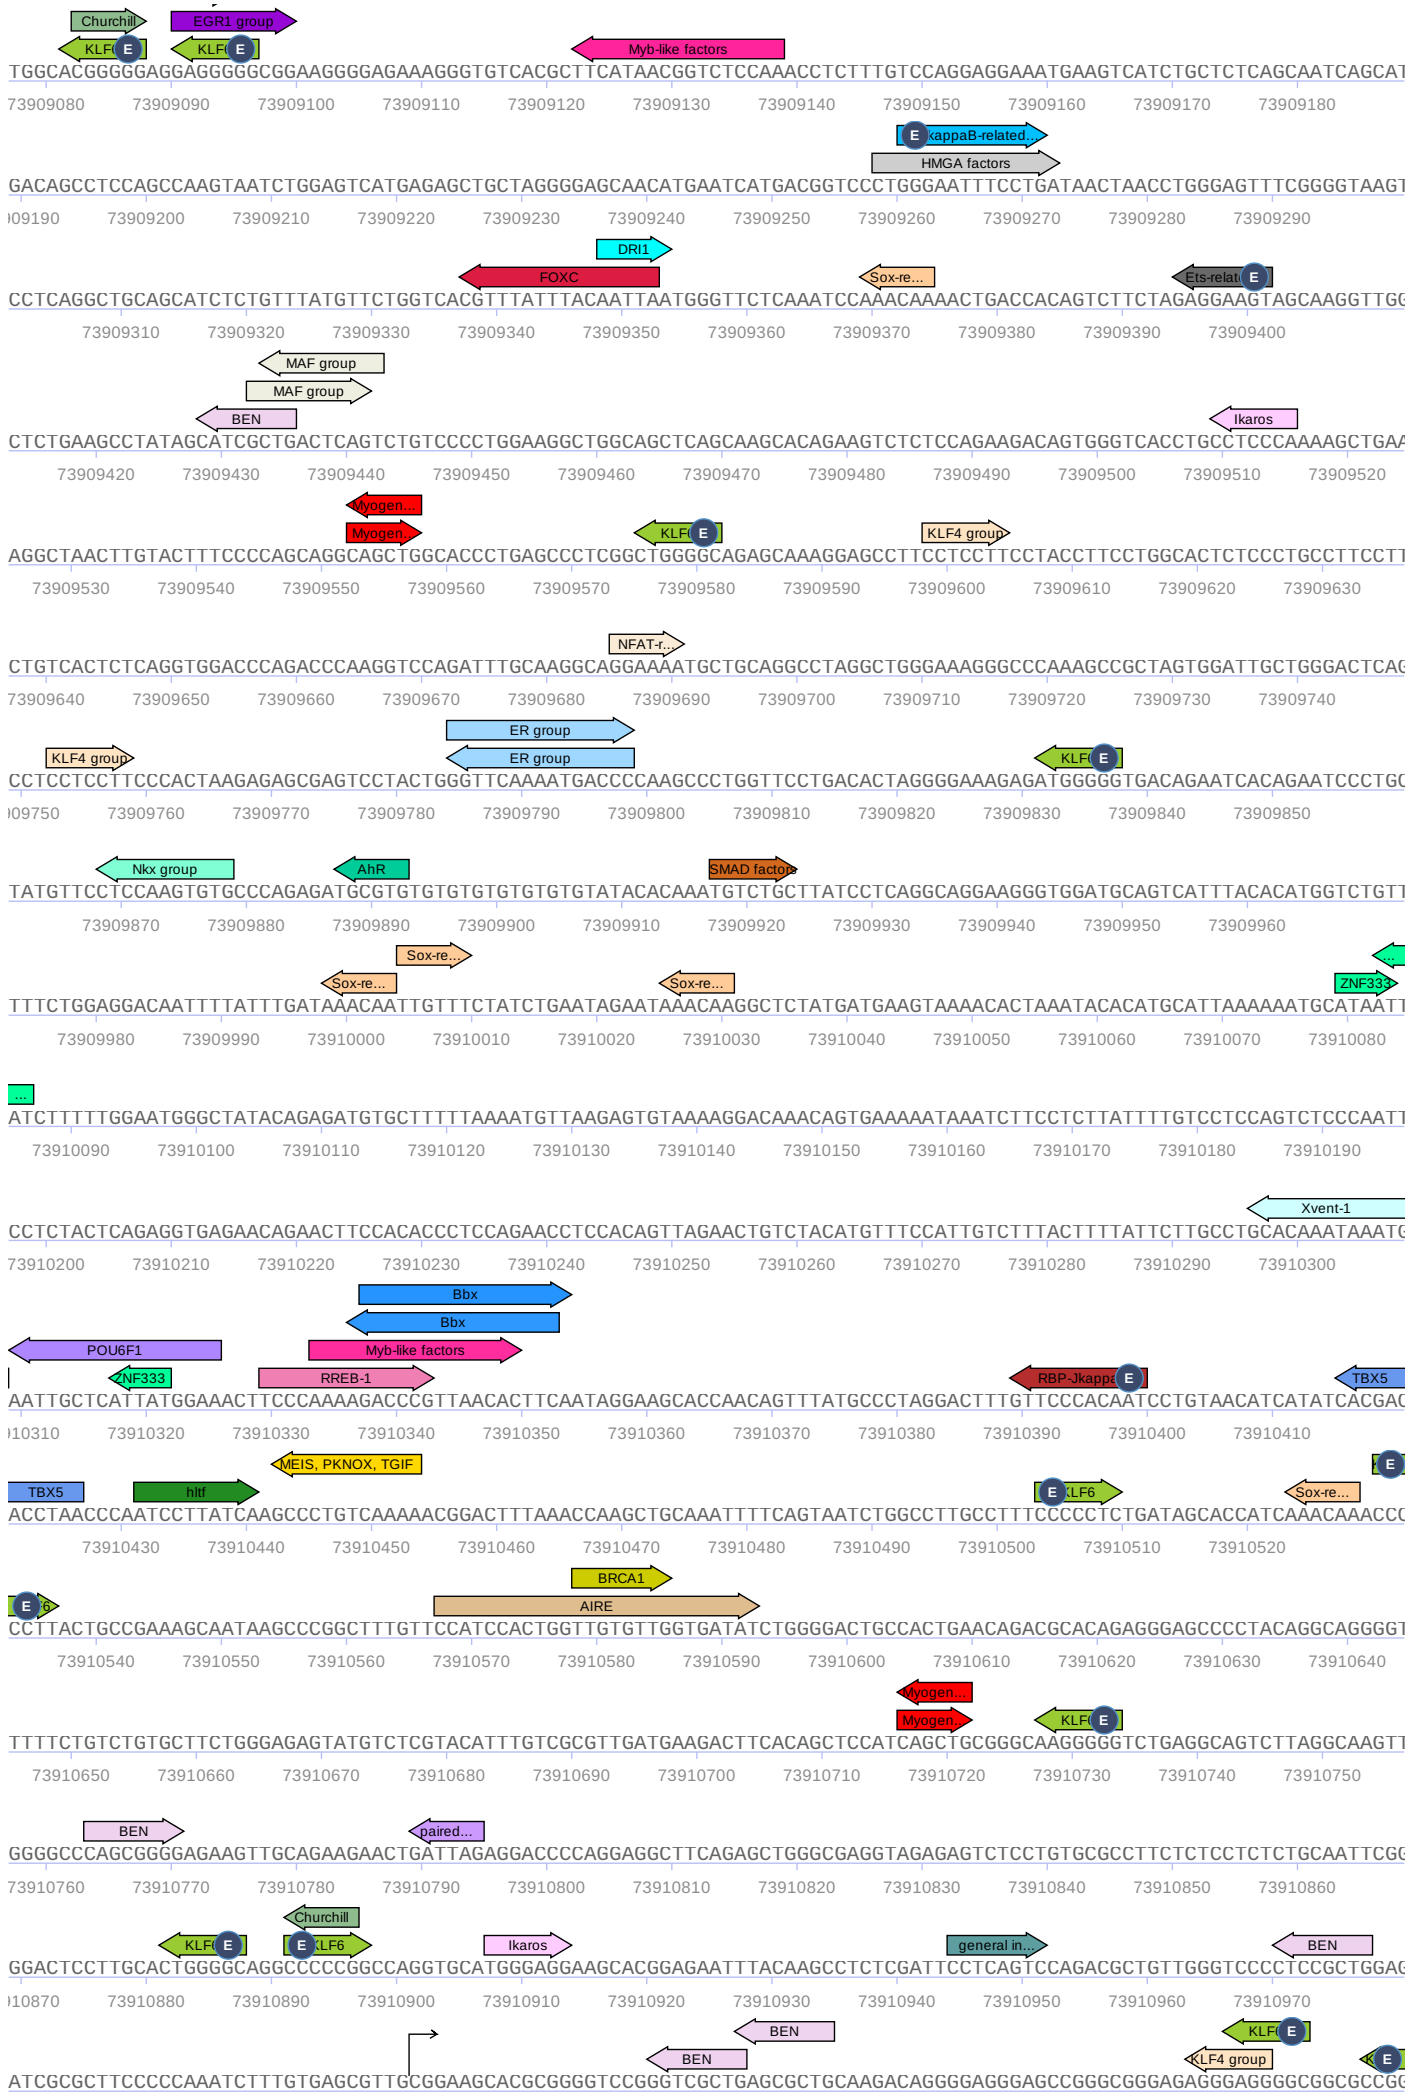 Churchill EGR1 group
KLF E KLF E Myb-like factors
TGGCACGGGGGAGGAGGGGGCGGAAGGGGAGAAAGGGTGTCACGCTTCATAACGGTCTCCAAACCTCTTTGTCCAGGAGGAAATGAAGTCATCTGCTCTCAGCAATCAGCAT
73909080 73909090 73909100 73909110 73909120 73909130 73909140 73909150 73909160 73909170 73909180
E kappaB-related...
HMGA factors
GACAGCCTCCAGCCAAGTAATCTGGAGTCATGAGAGCTGCTAGGGGAGCAACATGAATCATGACGGTCCCTGGGAATTTCCTGATAACTAACCTGGGAGTTTCGGGGTAAGT
909190 73909200 73909210 73909220 73909230 73909240 73909250 73909260 73909270 73909280 73909290
DRI1
FOXC Sox-re... Ets-relat E
CCTCAGGCTGCAGCATCTCTGTTTATGTTCTGGTCACGTTTATTTACAATTAATGGGTTCTCAAATCCAAACAAAACTGACCACAGTCTTCTAGAGGAAGTAGCAAGGTTGG
73909310 73909320 73909330 73909340 73909350 73909360 73909370 73909380 73909390 73909400
MAF group
MAF group
BEN Ikaros
CTCTGAAGCCTATAGCATCGCTGACTCAGTCTGTCCCCTGGAAGGCTGGCAGCTCAGCAAGCACAGAAGTCTCTCCAGAAGACAGTGGGTCACCTGCCTCCCAAAAGCTGAA
73909420 73909430 73909440 73909450 73909460 73909470 73909480 73909490 73909500 73909510 73909520
Myogen...
Myogen... KLF E KLF4 group
AGGCTAACTTGTACTTTCCCCAGCAGGCAGCTGGCACCCTGAGCCCTCGGCTGGGGCAGAGCAAAGGAGCCTTCCTCCTTCCTACCTTCCTGGCACTCTCCCTGCCTTCCTT
73909530 73909540 73909550 73909560 73909570 73909580 73909590 73909600 73909610 73909620 73909630
NFAT-r...
CTGTCACTCTCAGGTGGACCCAGACCCAAGGTCCAGATTTGCAAGGCAGGAAAATGCTGCAGGCCTAGGCTGGGAAAGGGCCCAAAGCCGCTAGTGGATTGCTGGGACTCAG
73909640 73909650 73909660 73909670 73909680 73909690 73909700 73909710 73909720 73909730 73909740
ER group
KLF4 group ER group KLF E
CCTCCTCCTTCCCACTAAGAGAGCGAGTCCTACTGGGTTCAAAATGACCCCAAGCCCTGGTTCCTGACACTAGGGGAAAGAGATGGGGGTGACAGAATCACAGAATCCCTGC
909750 73909760 73909770 73909780 73909790 73909800 73909810 73909820 73909830 73909840 73909850
Nkx group AhR SMAD factors
TATGTTCCTCCAAGTGTGCCCAGAGATGCGTGTGTGTGTGTGTGTGTATACACAAATGTCTGCTTATCCTCAGGCAGGAAGGGTGGATGCAGTCATTTACACATGGTCTGTT
73909870 73909880 73909890 73909900 73909910 73909920 73909930 73909940 73909950 73909960
Sox-re... ...
Sox-re... Sox-re... ZNF333
TTTCTGGAGGACAATTTTATTTGATAAACAATTGTTTCTATCTGAATAGAATAAACAAGGCTCTATGATGAAGTAAAACACTAAATACACATGCATTAAAAAATGCATAATT
73909980 73909990 73910000 73910010 73910020 73910030 73910040 73910050 73910060 73910070 73910080
...
ATCTTTTTGGAATGGGCTATACAGAGATGTGCTTTTTAAAATGTTAAGAGTGTAAAAGGACAAACAGTGAAAAATAAATCTTCCTCTTATTTTGTCCTCCAGTCTCCCAATT
73910090 73910100 73910110 73910120 73910130 73910140 73910150 73910160 73910170 73910180 73910190
Xvent-1
CCTCTACTCAGAGGTGAGAACAGAACTTCCACACCCTCCAGAACCTCCACAGTTAGAACTGTCTACATGTTTCCATTGTCTTTACTTTTATTCTTGCCTGCACAAATAAATG
73910200 73910210 73910220 73910230 73910240 73910250 73910260 73910270 73910280 73910290 73910300
Bbx
Bbx
POU6F1 Myb-like factors
ZNF333 RREB-1 RBP-Jkappa E TBX5
AATTGCTCATTATGGAAACTTCCCAAAAGACCCGTTAACACTTCAATAGGAAGCACCAACAGTTTATGCCCTAGGACTTTGTTCCCACAATCCTGTAACATCATATCACGAC
910310 73910320 73910330 73910340 73910350 73910360 73910370 73910380 73910390 73910400 73910410
MEIS, PKNOX, TGIF E
TBX5 hltf E KLF6 Sox-re...
ACCTAACCCAATCCTTATCAAGCCCTGTCAAAAACGGACTTTAAACCAAGCTGCAAATTTTCAGTAATCTGGCCTTGCCTTTCCCCCTCTGATAGCACCATCAAACAAACCC
73910430 73910440 73910450 73910460 73910470 73910480 73910490 73910500 73910510 73910520
BRCA1
E 6 AIRE
CCTTACTGCCGAAAGCAATAAGCCCGGCTTTGTTCCATCCACTGGTTGTGTTGGTGATATCTGGGGACTGCCACTGAACAGACGCACAGAGGGAGCCCCTACAGGCAGGGGT
73910540 73910550 73910560 73910570 73910580 73910590 73910600 73910610 73910620 73910630 73910640
Myogen...
Myogen... KLF E
TTTTCTGTCTGTGCTTCTGGGAGAGTATGTCTCGTACATTTGTCGCGTTGATGAAGACTTCACAGCTCCATCAGCTGCGGGCAAGGGGGTCTGAGGCAGTCTTAGGCAAGTT
73910650 73910660 73910670 73910680 73910690 73910700 73910710 73910720 73910730 73910740 73910750
BEN paired...
GGGGCCCAGCGGGGAGAAGTTGCAGAAGAACTGATTAGAGGACCCCAGGAGGCTTCAGAGCTGGGCGAGGTAGAGAGTCTCCTGTGCGCCTTCTCTCCTCTCTGCAATTCGG
73910760 73910770 73910780 73910790 73910800 73910810 73910820 73910830 73910840 73910850 73910860
Churchill
KLF E E KLF6 Ikaros general in... BEN
GGACTCCTTGCACTGGGGCAGGCCCCCGGCCAGGTGCATGGGAGGAAGCACGGAGAATTTACAAGCCTCTCGATTCCTCAGTCCAGACGCTGTTGGGTCCCCTCCGCTGGAG
910870 73910880 73910890 73910900 73910910 73910920 73910930 73910940 73910950 73910960 73910970
BEN KLF E
BEN KLF4 group E
ATCGCGCTTCCCCCAAATCTTTGTGAGCGTTGCGGAAGCACGCGGGGTCCGGGTCGCTGAGCGCTGCAAGACAGGGGAGGGAGCCGGGCGGGAGAGGGAGGGGCGGCGCCGG